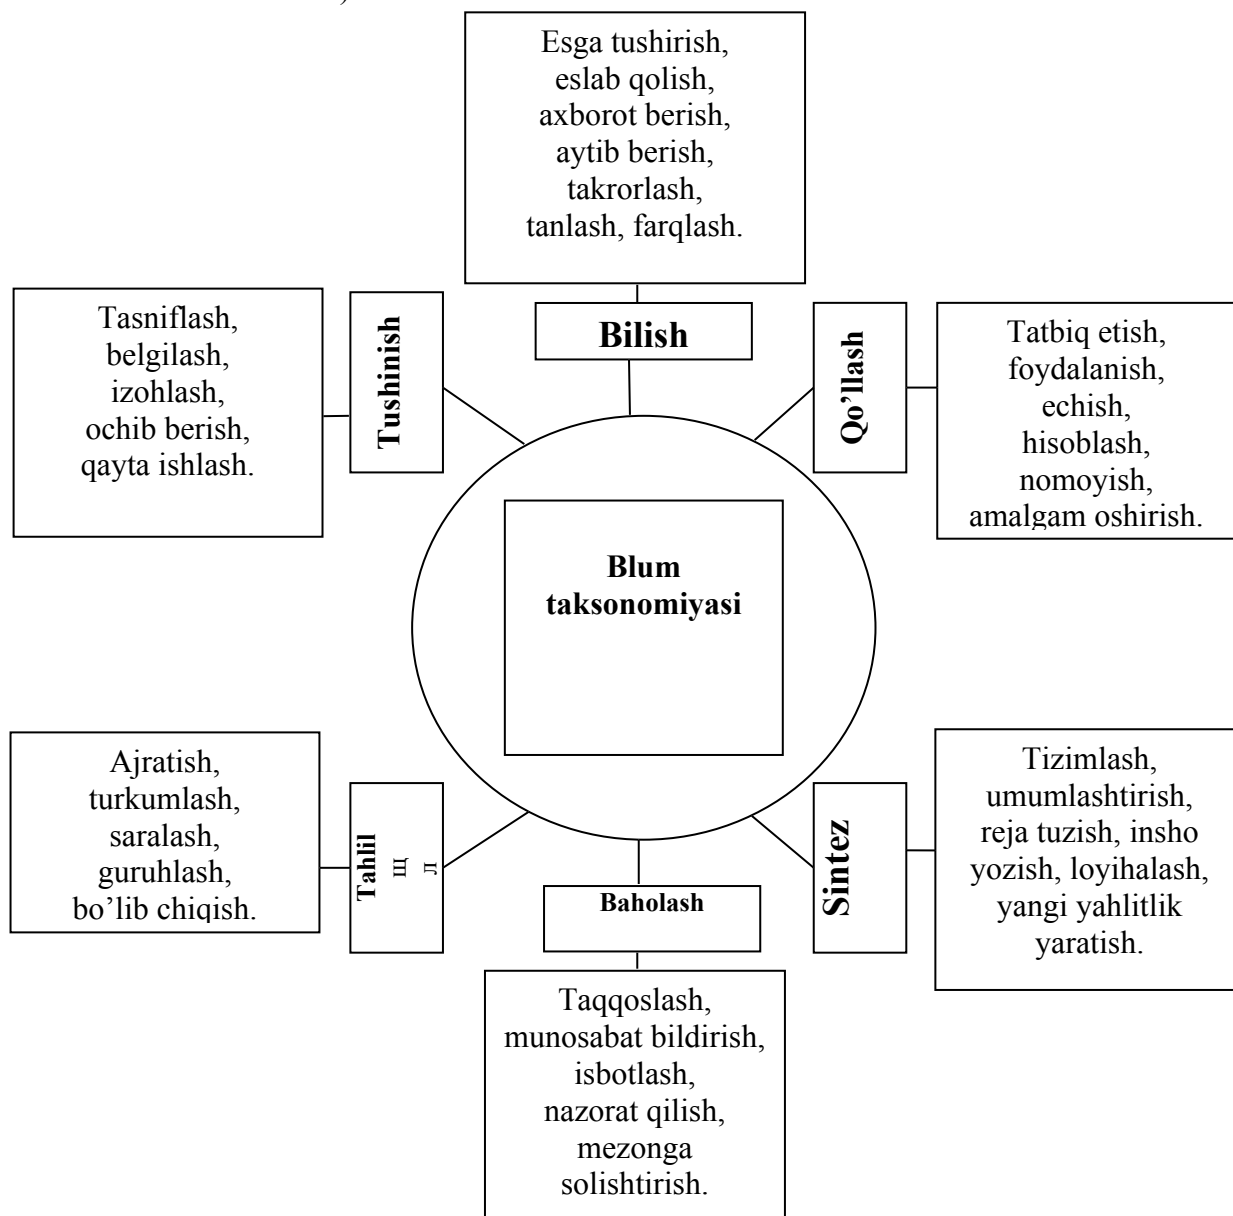 )
Esga tushirish,
eslab qolish,
axborot berish,
aytib berish,
takrorlash,
tanlash, farqlash.
Bilish
Tasniflash,
belgilash,
izohlash,
ochib berish,
qayta ishlash.
Tushinish
Qo’llash
Tatbiq etish,
foydalanish,
echish,
hisoblash,
nomoyish,
amalgam oshirish.
Blum
taksonomiyasi
Ajratish,
turkumlash,
saralash,
guruhlash,
bo’lib chiqish.
Tahlil
щ
л
Baholash
Sintez
Tizimlash,
umumlashtirish,
reja tuzish, insho
yozish, loyihalash,
yangi yahlitlik
yaratish.
Taqqoslash,
munosabat bildirish,
isbotlash,
nazorat qilish,
mezonga
solishtirish.